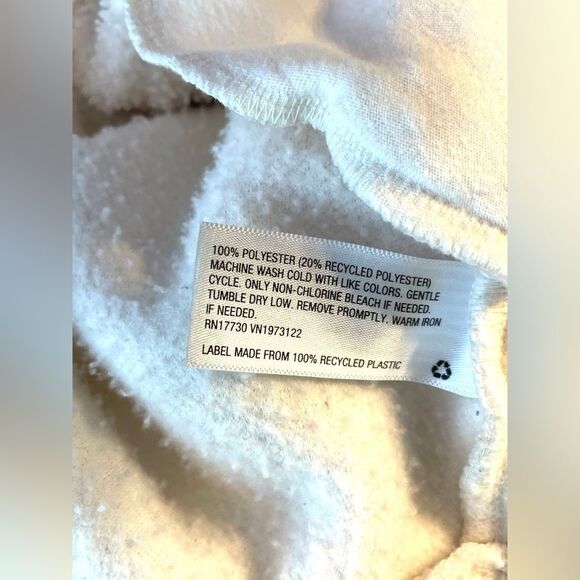 100% POLYESTER (20% RECYCLED POLYESTER)
MACHINE WASH COLD WITH LIKE COLORS. GENTLE
CYCLE. ONLY NON-CHLORINE BLEACH IF NEEDED.
TUMBLE DRY LOW. REMOVE PROMPTLY. WARM IRON
IF NEEDED.
RN17730 VN1973122
LABEL MADE FROM 100% RECYCLED PLASTIC